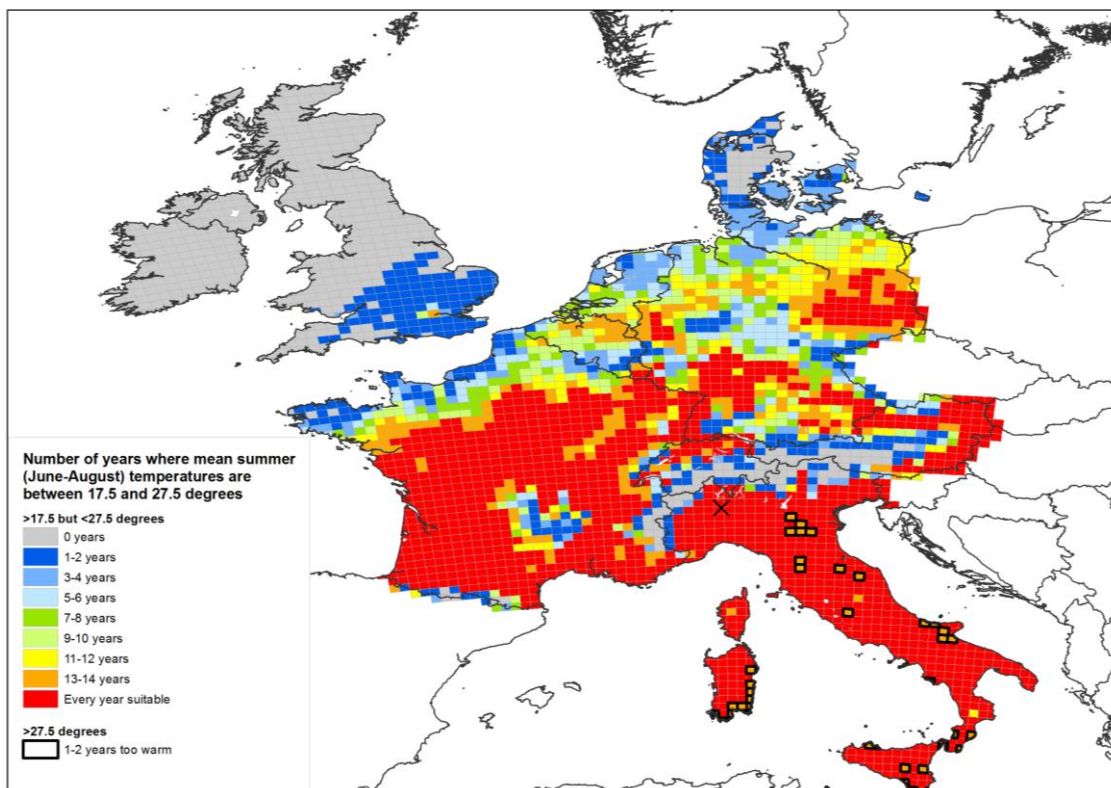 Number of years where mean summer
(June-August) temperatures are
between 17.5 and 27.5 degrees
>17.5 but <27.5 degrees
0 years
1-2 years
3-4 years
5-6 years
7-8 years
9-10 years
11-12 years
13-14 years
Every year suitable
>27.5 degrees
1-2 years too warm